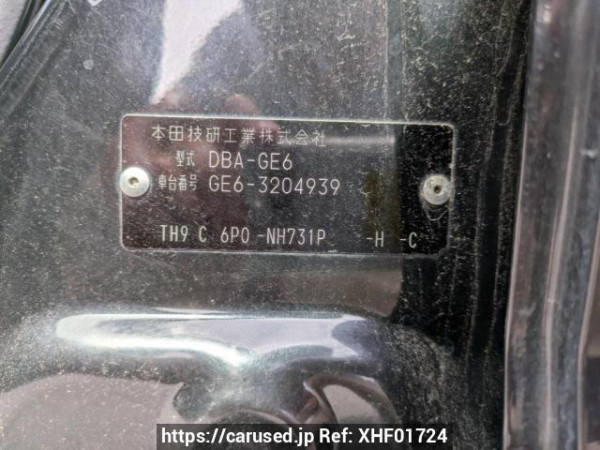 本田技研工業株式会社
型式 DBA-GE6
車台番号 GE6-3204939
TH9 C 6P0 -NH731P_ -H -C
https://carused.jp Ref: XHF01724